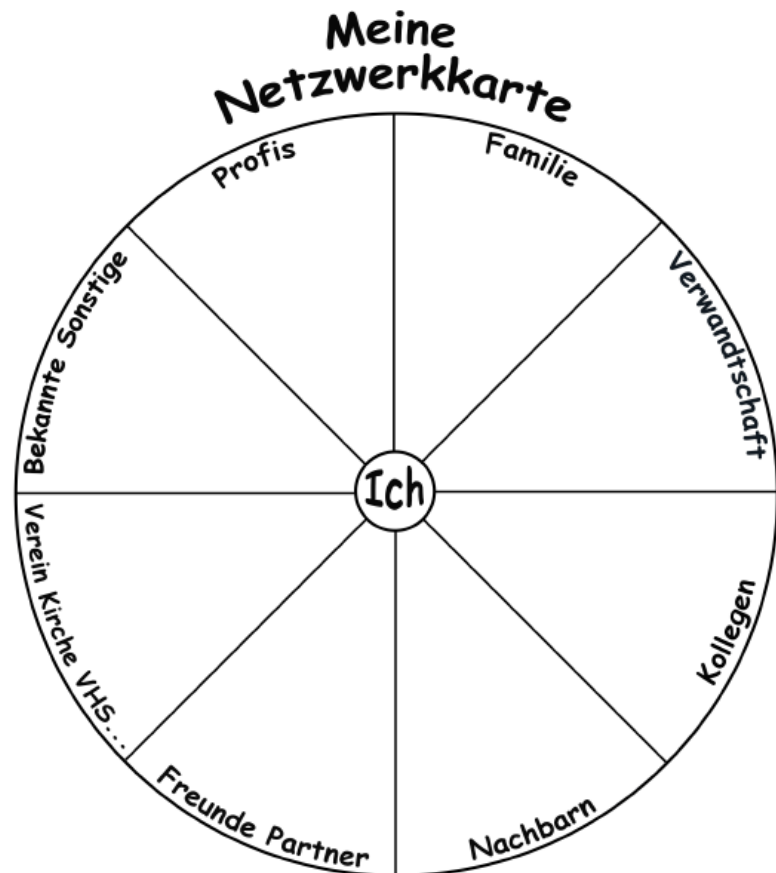 Meine
Netzwerkkarte
Profis
Familie
Bekannte Sonstige
Verwandtschaft
Ich
Verein Kirche VHS...
Kollegen
Freunde Partner
Nachbarn